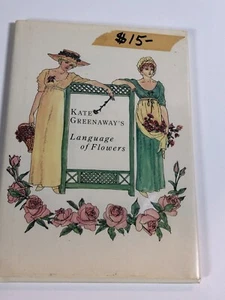 $15-
KATE
GREENAWAY'S
Language
of Flowers